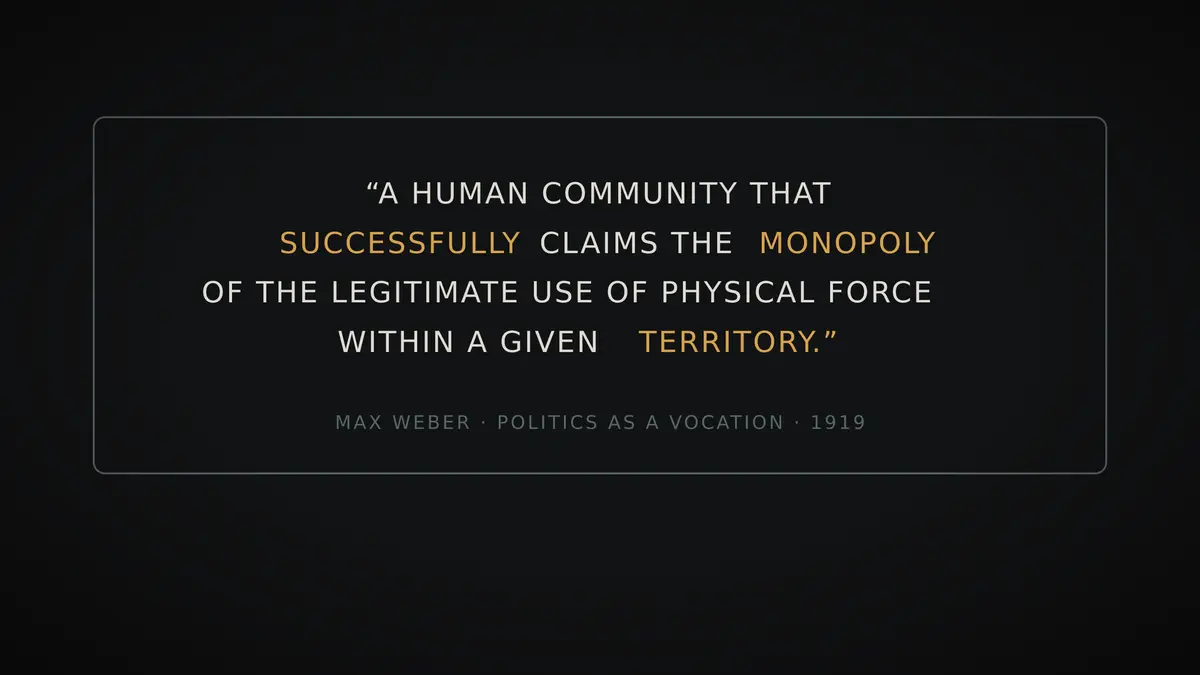 “A HUMAN COMMUNITY THAT
SUCCESSFULLY CLAIMS THE MONOPOLY
OF THE LEGITIMATE USE OF PHYSICAL FORCE
WITHIN A GIVEN TERRITORY.”
MAX WEBER · POLITICS AS A VOCATION · 1919